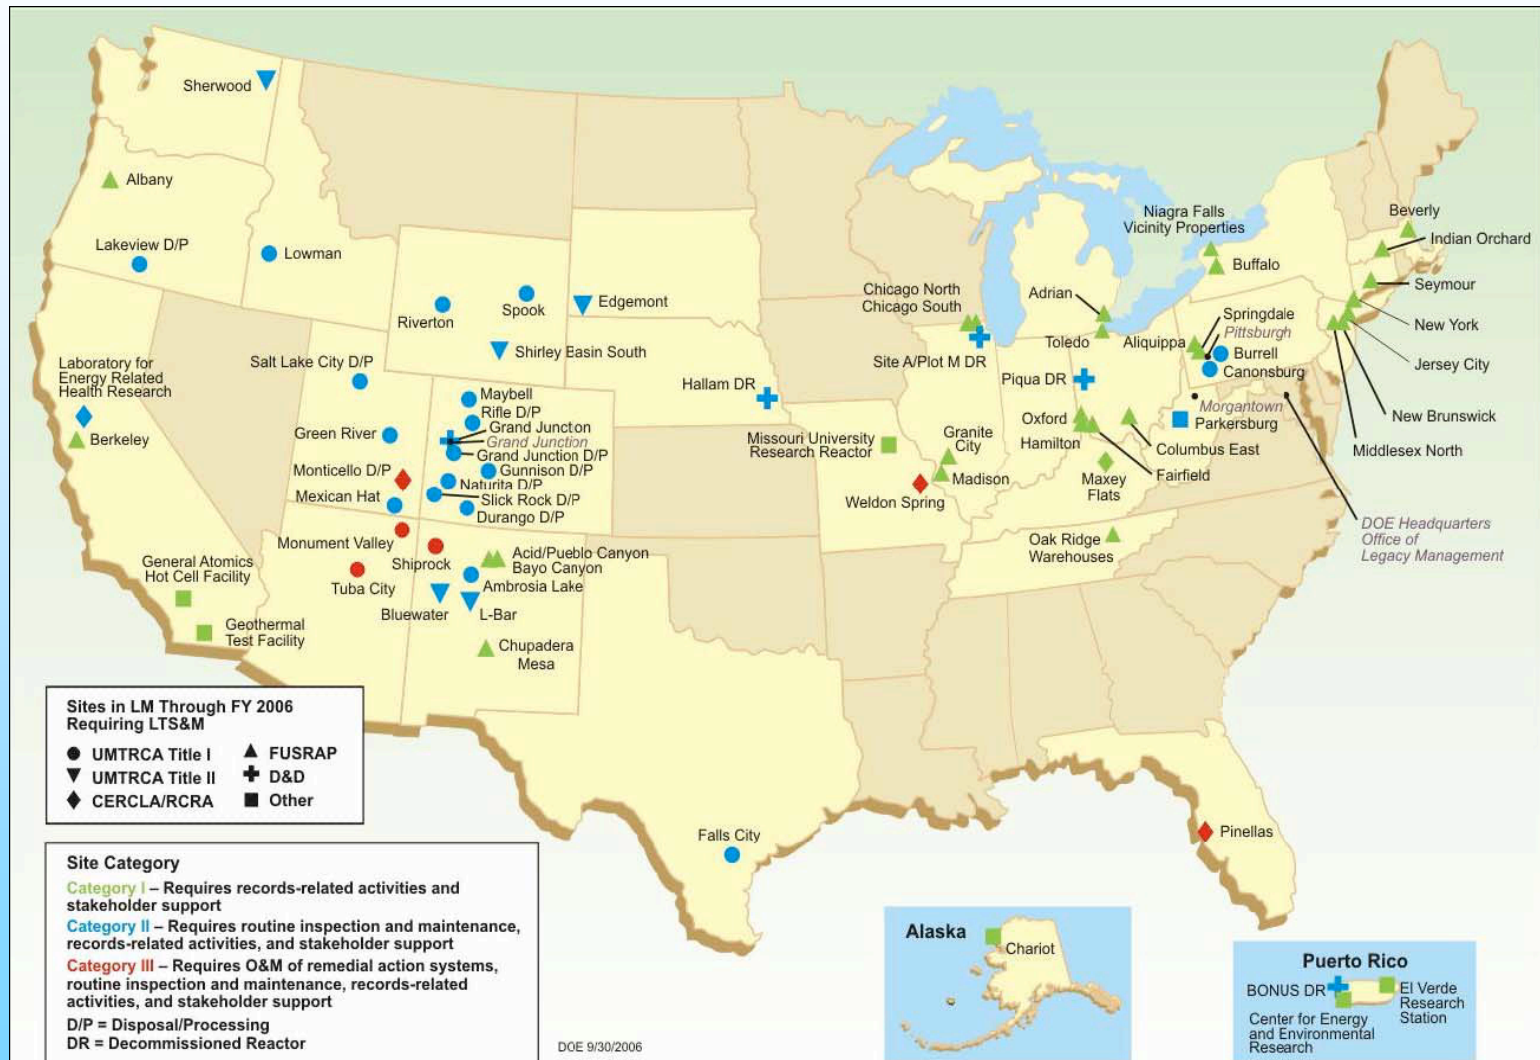 Sherwood
Albany
Lakeview D/P
Lowman
Riverton
Spook
Edgemont
Shirley Basin South
Salt Lake City D/P
Hallam DR
Laboratory for
Energy Related
Health Research
Berkeley
Green River
Monticello D/P
Mexican Hat
Maybell
Rifle D/P
Grand Junction
Grand Junction
Grand Junction D/P
Gunnison D/P
Naturita D/P
Slick Rock D/P
Durango D/P
Monument Valley
Tuba City
Shiprock
Acid/Pueblo Canyon
Bayo Canyon
Ambrosia Lake
Bluewater
L-Bar
Chupadera
Mesa
General Atomics
Hot Cell Facility
Geothermal
Test Facility
Falls City
Missouri University
Research Reactor
Weldon Spring
Granite
City
Madison
Chicago North
Chicago South
Site A/Plot M DR
Adrian
Toledo
Piqua DR
Oxford
Hamilton
Fairfield
Columbus East
Maxey
Flats
Oak Ridge
Warehouses
Niagra Falls
Vicinity Properties
Buffalo
Springdale
Pittsburgh
Aliquippa
Burrell
Canonsburg
Morgantown
Parkersburg
Beverly
Indian Orchard
Seymour
New York
Jersey City
New Brunswick
Middlesex North
DOE Headquarters
Office of
Legacy Management
Pinellas
Sites in LM Through FY 2006
Requiring LTS&M
UMTRCA Title I
FUSRAP
UMTRCA Title II
D&D
CERCLA/RCRA
Other
Site Category
Category I – Requires records-related activities and
stakeholder support
Category II – Requires routine inspection and maintenance,
records-related activities, and stakeholder support
Category III – Requires O&M of remedial action systems,
routine inspection and maintenance, records-related
activities, and stakeholder support
D/P = Disposal/Processing
DR = Decommissioned Reactor
DOE 9/30/2006
Alaska
Chariot
Puerto Rico
BONUS DR
El Verde
Research
Station
Center for Energy
and Environmental
Research